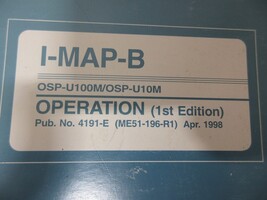 I-MAP-B
OSP-U100M/OSP-U10M
OPERATION (1st Edition)
Pub. No. 4191-E (ME51-196-R1) Apr. 1998